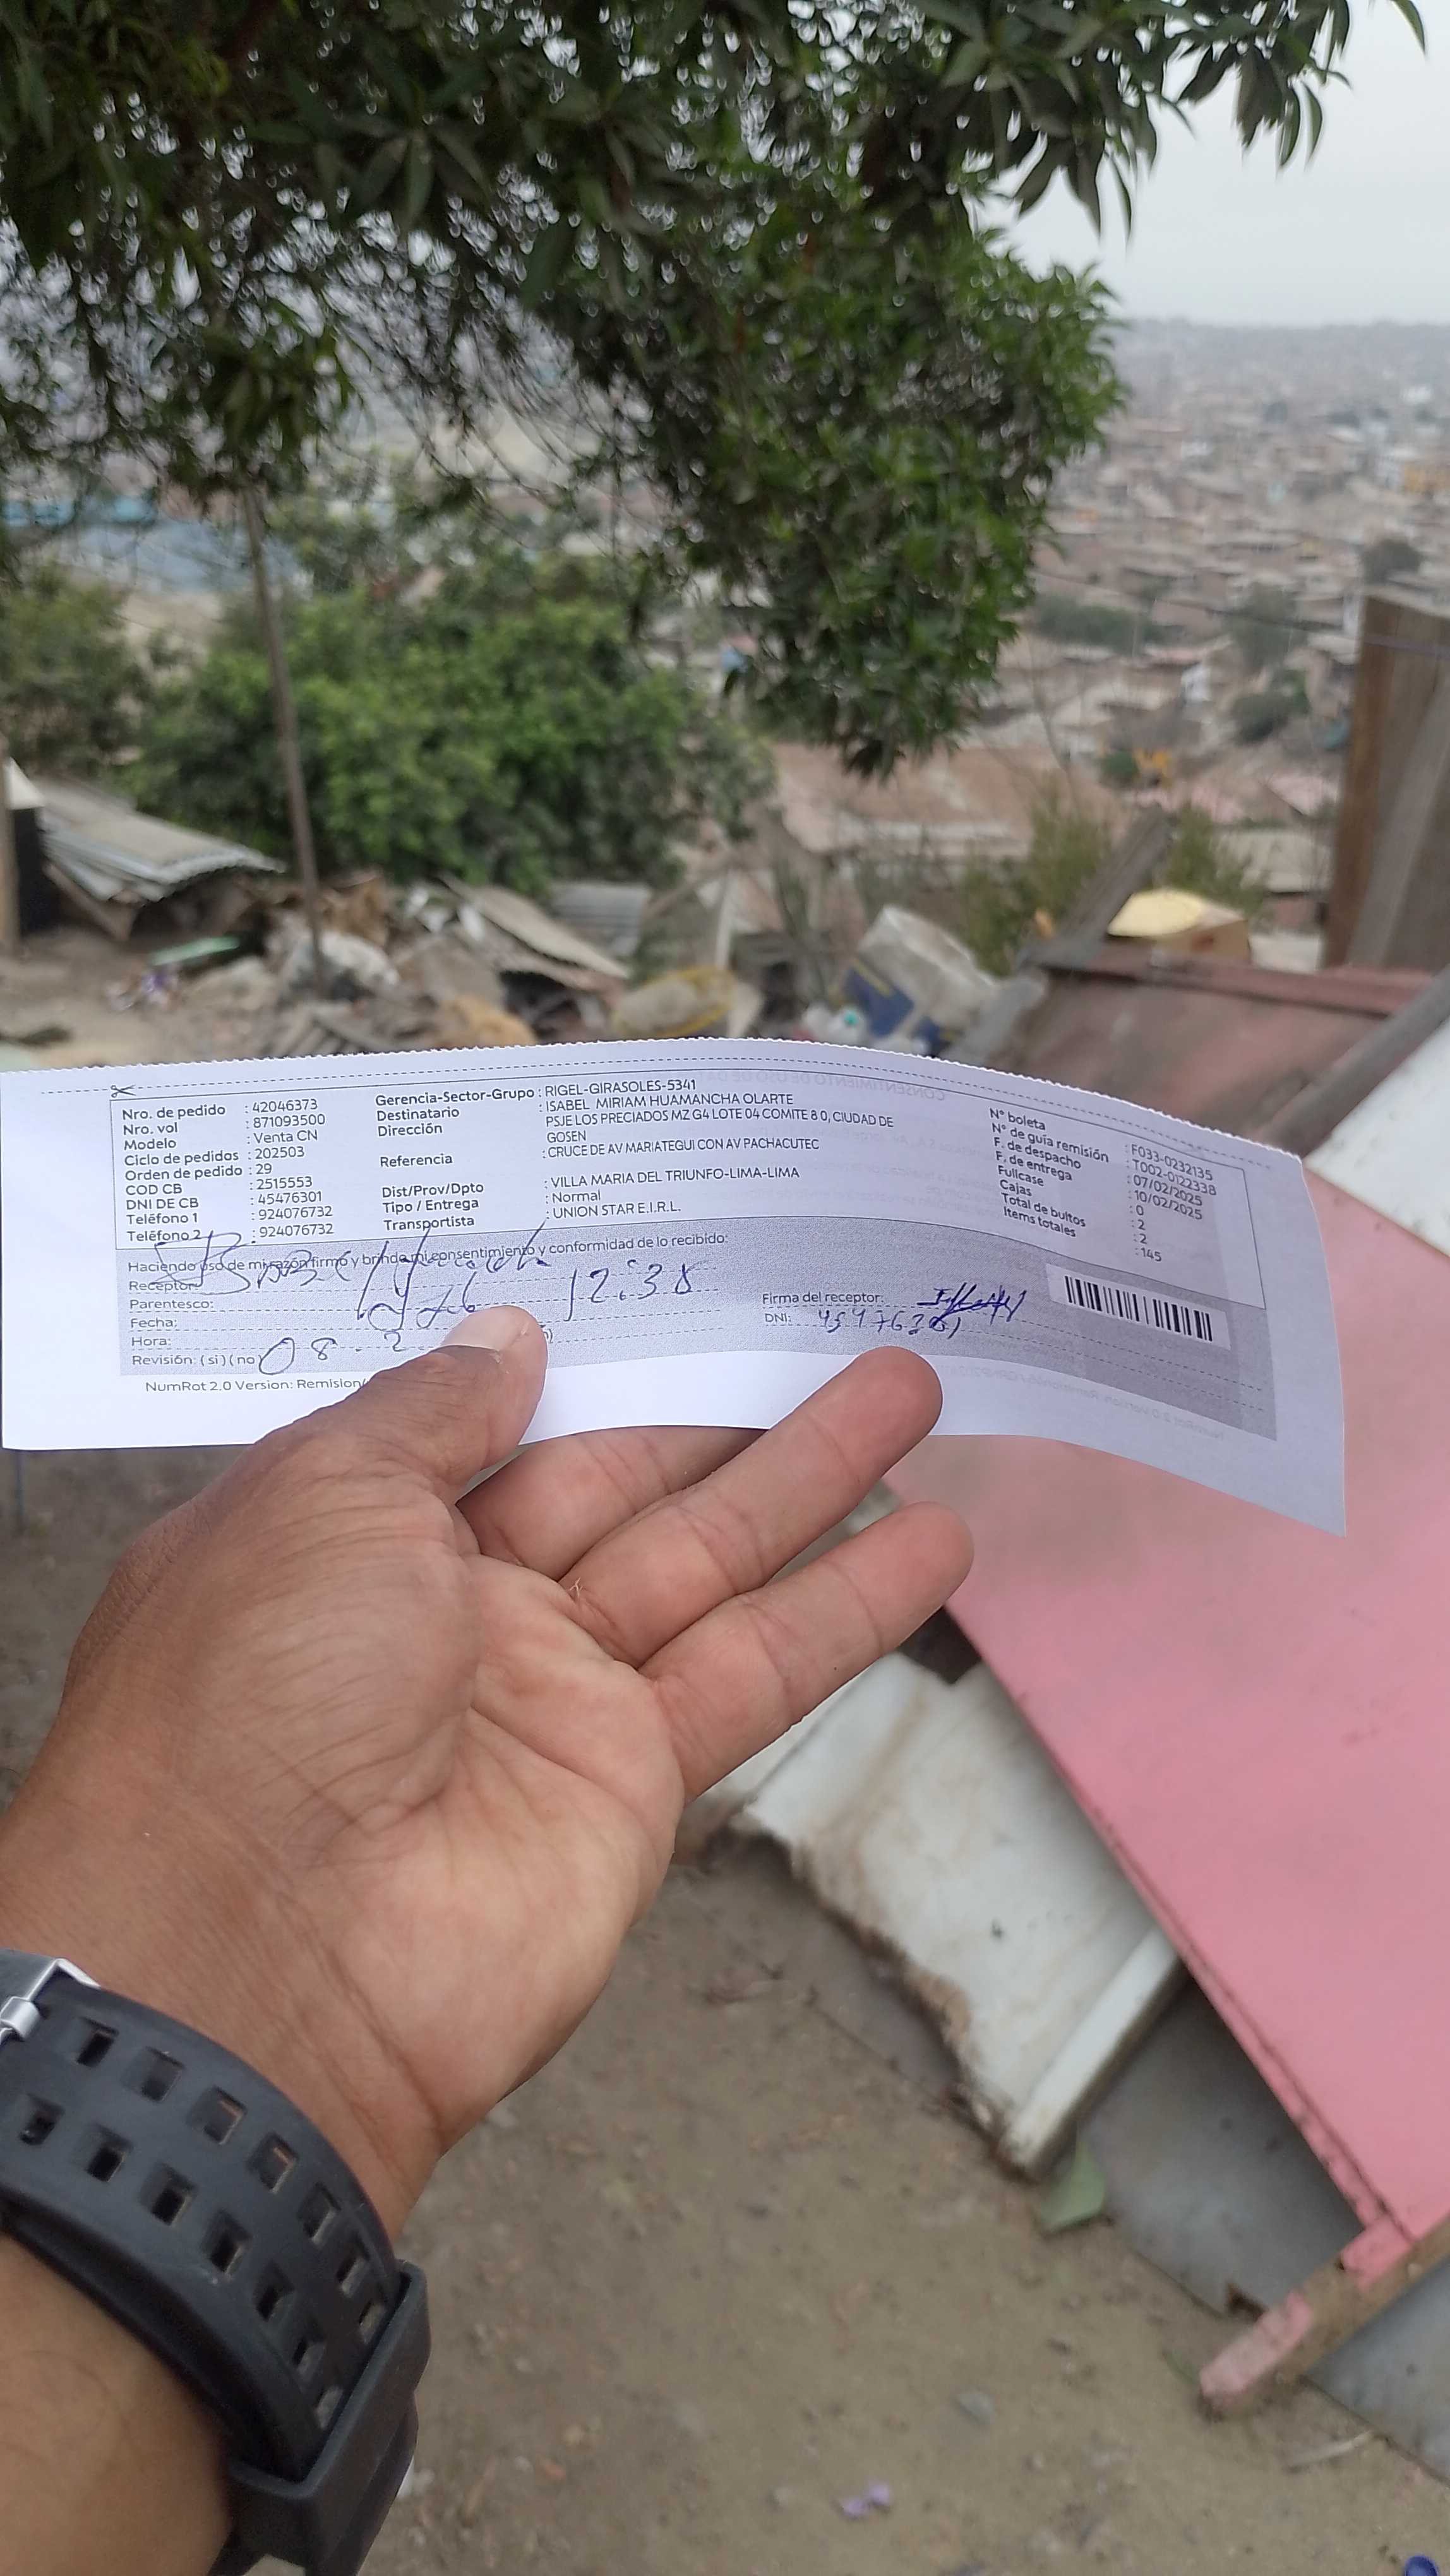 Nro. de pedido : 42046373
Nro. vol : 871093500
Modelo : Venta CN
Ciclo de pedidos : 202503
Orden de pedido : 29
COD CB : 2515553
DNI DE CB : 45476301
Teléfono 1 : 924076732
Teléfono 2 : 924076732
Gerencia-Sector-Grupo : RIGEL-GIRASOLES-5341
Destinatario : ISABEL MIRIAM HUAMANCHA OLARTE
Dirección : PSJE LOS PRECIADOS MZ G4 LOTE 04 COMITE 8 0, CIUDAD DE
GOSEN
Referencia : CRUCE DE AV MARIATEGUI CON AV PACHACUTEC
Dist/Prov/Dpto : VILLA MARIA DEL TRIUNFO-LIMA-LIMA
Tipo / Entrega : Normal
Transportista : UNION STAR E.I.R.L.
N° boleta : F033-0232135
N° de guía remisión : T002-0122338
F. de despacho : 07/02/2025
F. de entrega : 10/02/2025
Fullcase : 0
Cajas : 2
Total de bultos : 2
Items totales : 145
Haciendo uso de mi razón firmo y brindo mi consentimiento y conformidad de lo recibido:
Receptor:
Parentesco:
Fecha: 12:38
Hora:
Revisión: ( si ) ( no 08 . 2
Firma del receptor:
DNI: 45476301
NumRot 2.0 Version: Remision